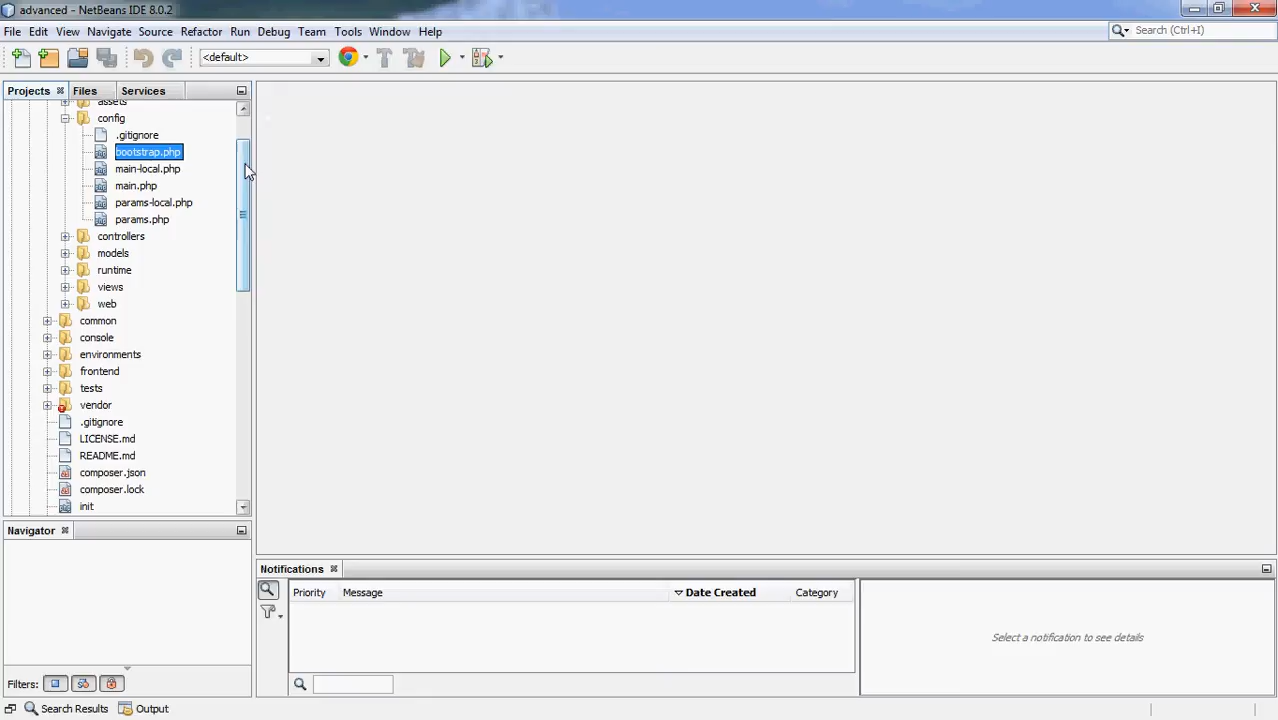 advanced - NetBeans IDE 8.0.2
File Edit View Navigate Source Refactor Run Debug Team Tools Window Help
Search (Ctrl+I)
<default>
Projects Files Services
assets
config
.gitignore
bootstrap.php
main-local.php
main.php
params-local.php
params.php
controllers
models
runtime
views
web
common
console
environments
frontend
tests
vendor
.gitignore
LICENSE.md
README.md
composer.json
composer.lock
init
Navigator
Notifications
Priority Message Date Created Category
Select a notification to see details
Filters:
Search Results Output